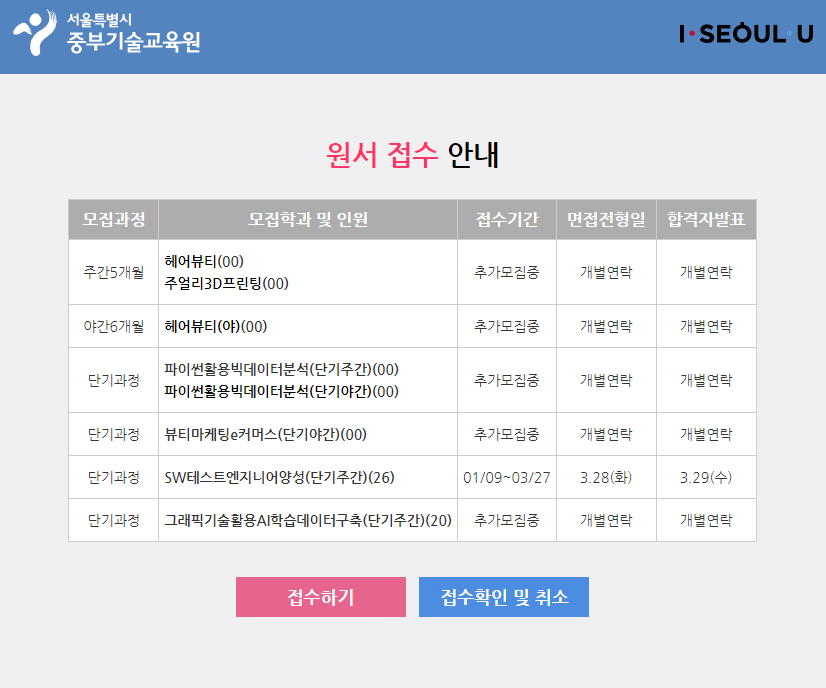 서울특별시
중부기술교육원
I·SEOUL·U
원서 접수 안내
모집과정 모집학과 및 인원 접수기간 면접전형일 합격자발표
주간5개월 헤어뷰티(00) 추가모집중 개별연락 개별연락
주얼리3D프린팅(00)
야간6개월 헤어뷰티(야)(00) 추가모집중 개별연락 개별연락
단기과정 파이썬활용빅데이터분석(단기주간)(00) 추가모집중 개별연락 개별연락
파이썬활용빅데이터분석(단기야간)(00)
단기과정 뷰티마케팅e커머스(단기야간)(00) 추가모집중 개별연락 개별연락
단기과정 SW테스트엔지니어양성(단기주간)(26) 01/09~03/27 3.28(화) 3.29(수)
단기과정 그래픽기술활용AI학습데이터구축(단기주간)(20) 추가모집중 개별연락 개별연락
접수하기 접수확인 및 취소